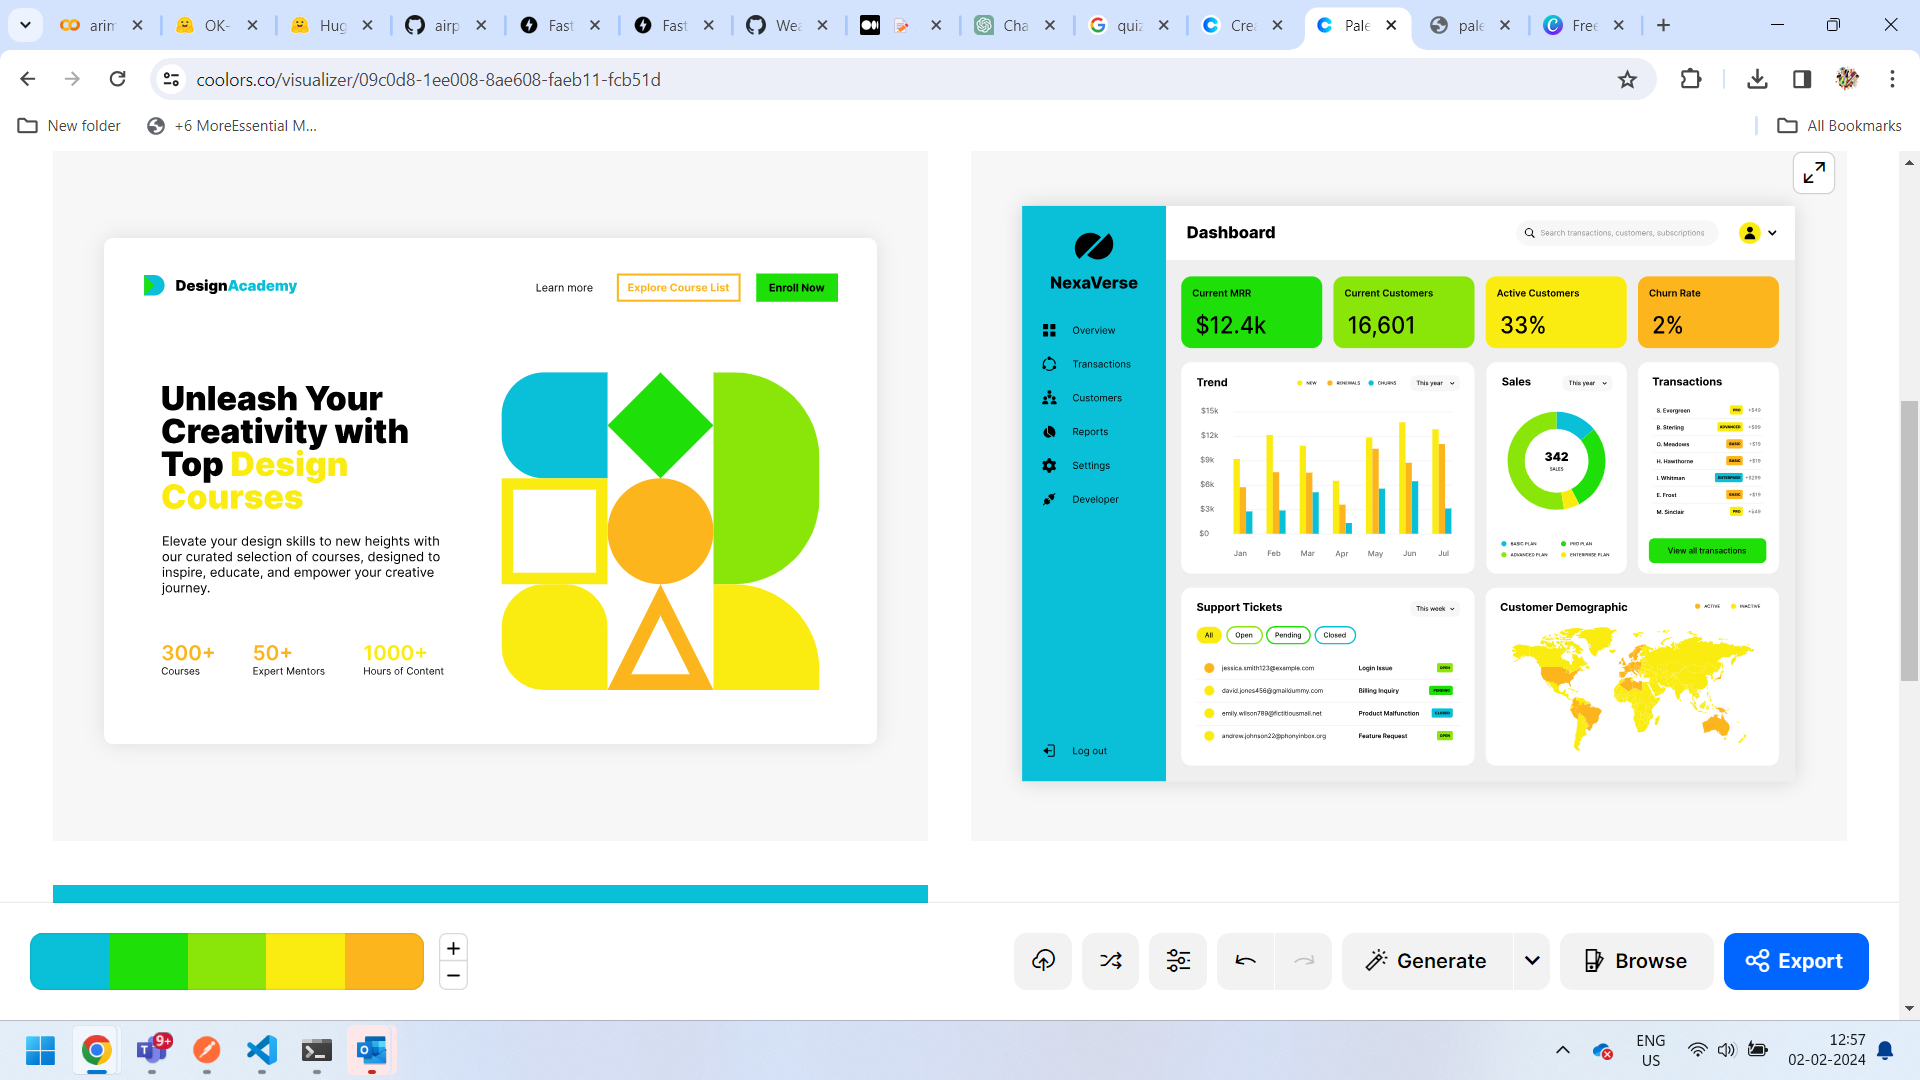 arim
OK-
Hug
airp
Fast
Fast
Wea
Cha
quiz
Crea
Pale
pale
Free
coolors.co/visualizer/09c0d8-1ee008-8ae608-faeb11-fcb51d
New folder
+6 MoreEssential M...
All Bookmarks
DesignAcademy
Learn more
Explore Course List
Enroll Now
Unleash Your
Creativity with
Top Design
Courses
Elevate your design skills to new heights with
our curated selection of courses, designed to
inspire, educate, and empower your creative
journey.
300+
Courses
50+
Expert Mentors
1000+
Hours of Content
NexaVerse
Overview
Transactions
Customers
Reports
Settings
Developer
Log out
Dashboard
Search transactions, customers, subscriptions
Current MRR
$12.4k
Current Customers
16,601
Active Customers
33%
Churn Rate
2%
Trend
NEW
RENEWALS
CHURNS
This year
$15k
$12k
$9k
$6k
$3k
$0
Jan
Feb
Mar
Apr
May
Jun
Jul
Sales
This year
342
SALES
BASIC PLAN
PRO PLAN
ADVANCED PLAN
ENTERPRISE PLAN
Transactions
S. Evergreen PRO +$49
B. Sterling ADVANCED +$99
O. Meadows BASIC +$19
H. Hawthorne BASIC +$19
I. Whitman ENTERPRISE +$299
E. Frost BASIC +$19
M. Sinclair PRO +$49
View all transactions
Support Tickets
This week
All
Open
Pending
Closed
jessica.smith123@example.com Login Issue OPEN
david.jones456@gmaildummy.com Billing Inquiry PENDING
emily.wilson789@fictitiousmail.net Product Malfunction CLOSED
andrew.johnson22@phonyinbox.org Feature Request OPEN
Customer Demographic
ACTIVE
INACTIVE
Generate
Browse
Export
9+
ENG
US
12:57
02-02-2024